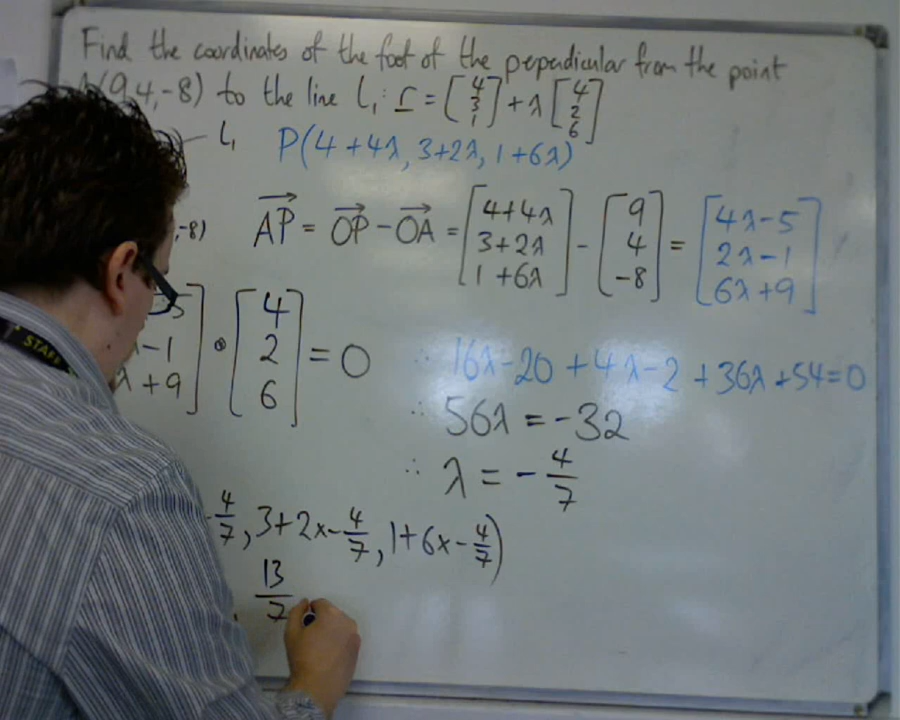 Find the coordinates of the foot of the perpendicular from the point
(9,4,-8) to the line l₁: r = [4 3 1] + λ [4 2 6]
l₁ P(4+4λ, 3+2λ, 1+6λ)
,-8) AP = OP - OA = [4+4λ 3+2λ 1+6λ] - [9 4 -8] = [4λ-5 2λ-1 6λ+9]
-1 λ+9] • [4 2 6] = 0 ∴ 16λ-20+4λ-2+36λ+54=0
∴ 56λ = -32
∴ λ = -4/7
-4/7, 3+2x-4/7, 1+6x-4/7)
, 13/7
STAFF